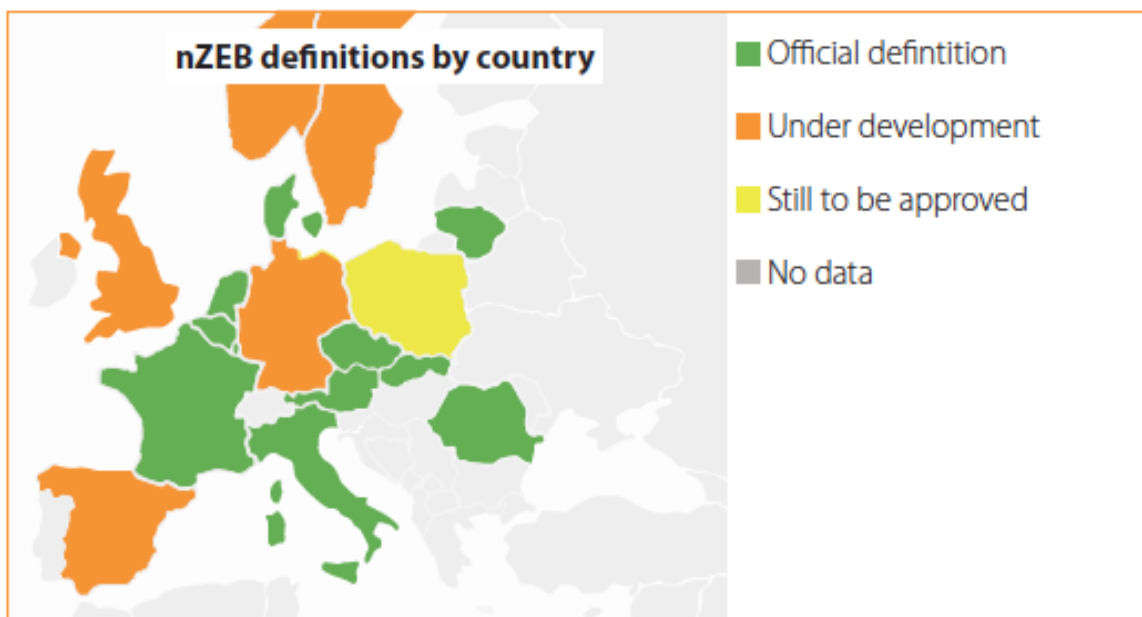 nZEB definitions by country
Official defintition
Under development
Still to be approved
No data